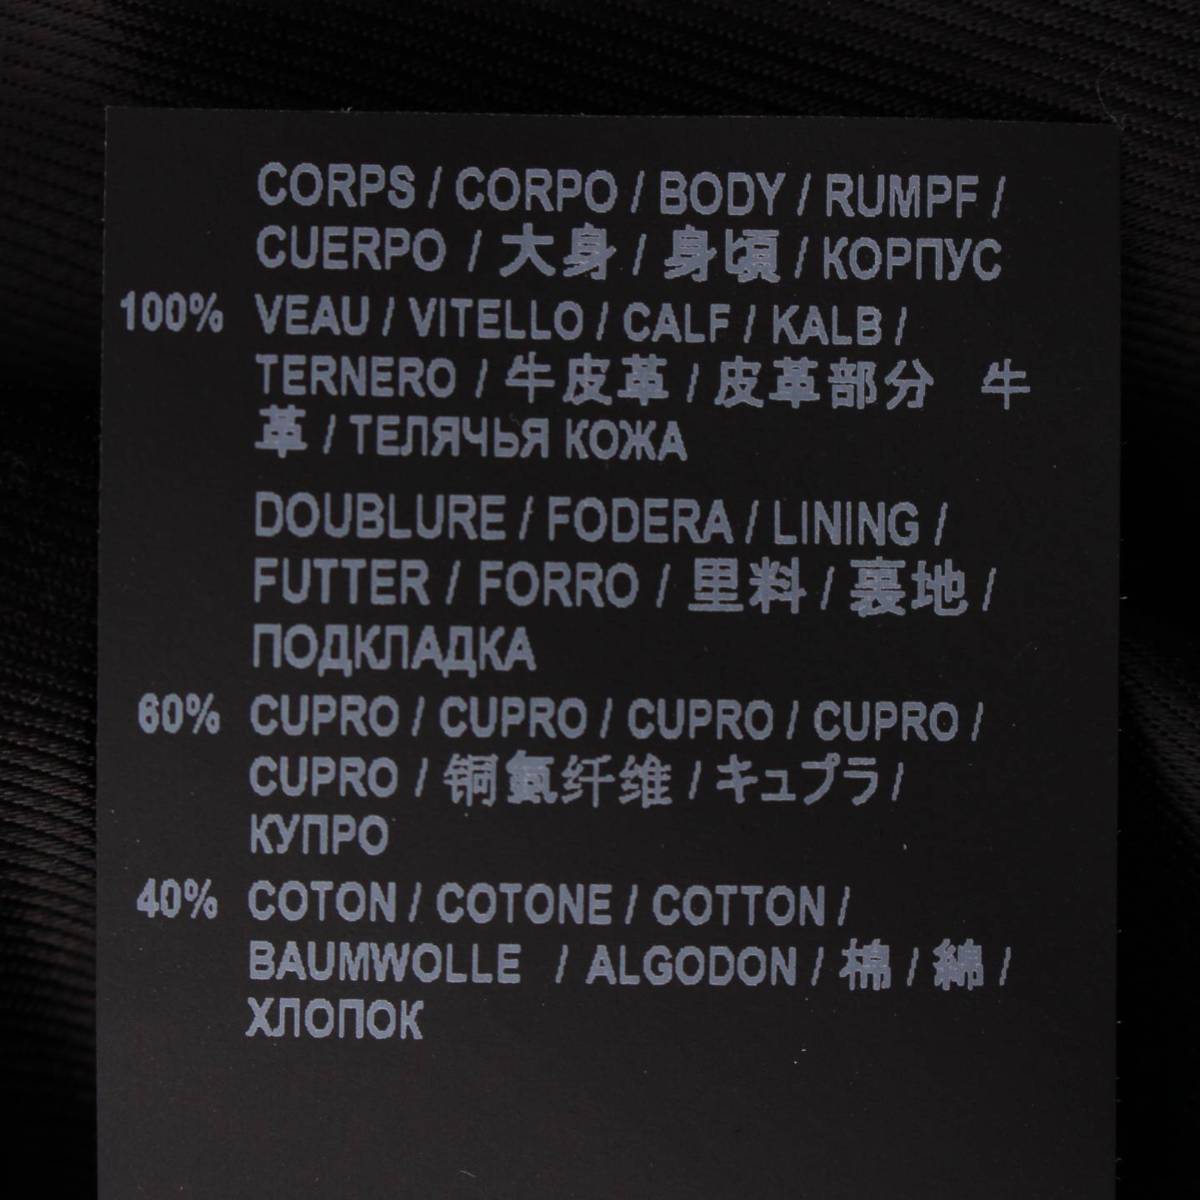 CORPS / CORPO / BODY / RUMPF /
CUERPO / 大身 / 身頃 / КОРПУС
100% VEAU / VITELLO / CALF / KALB /
TERNERO / 牛皮革 / 皮革部分 牛
革 / ТЕЛЯЧЬЯ КОЖА
DOUBLURE / FODERA / LINING /
FUTTER / FORRO / 里料 / 裏地 /
ПОДКЛАДКА
60% CUPRO / CUPRO / CUPRO / CUPRO /
CUPRO / 铜氨纤维 / キュプラ /
КУПРО
40% COTON / COTONE / COTTON /
BAUMWOLLE / ALGODON / 棉 / 綿 /
ХЛОПОК